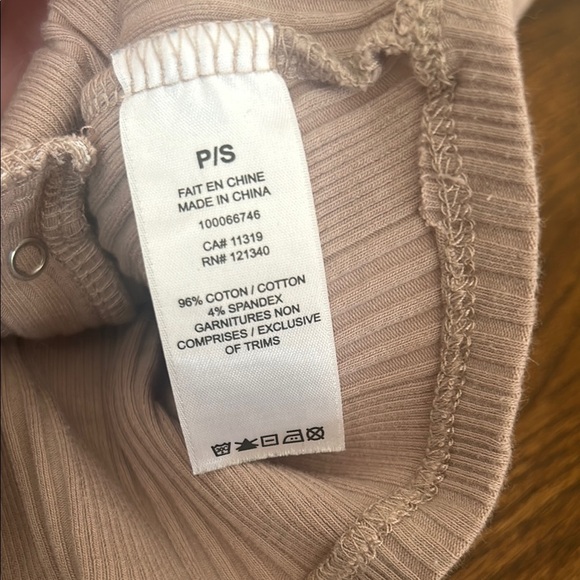 P/S
FAIT EN CHINE
MADE IN CHINA
100066746
CA# 11319
RN# 121340
96% COTON / COTTON
4% SPANDEX
GARNITURES NON
COMPRISES / EXCLUSIVE
OF TRIMS